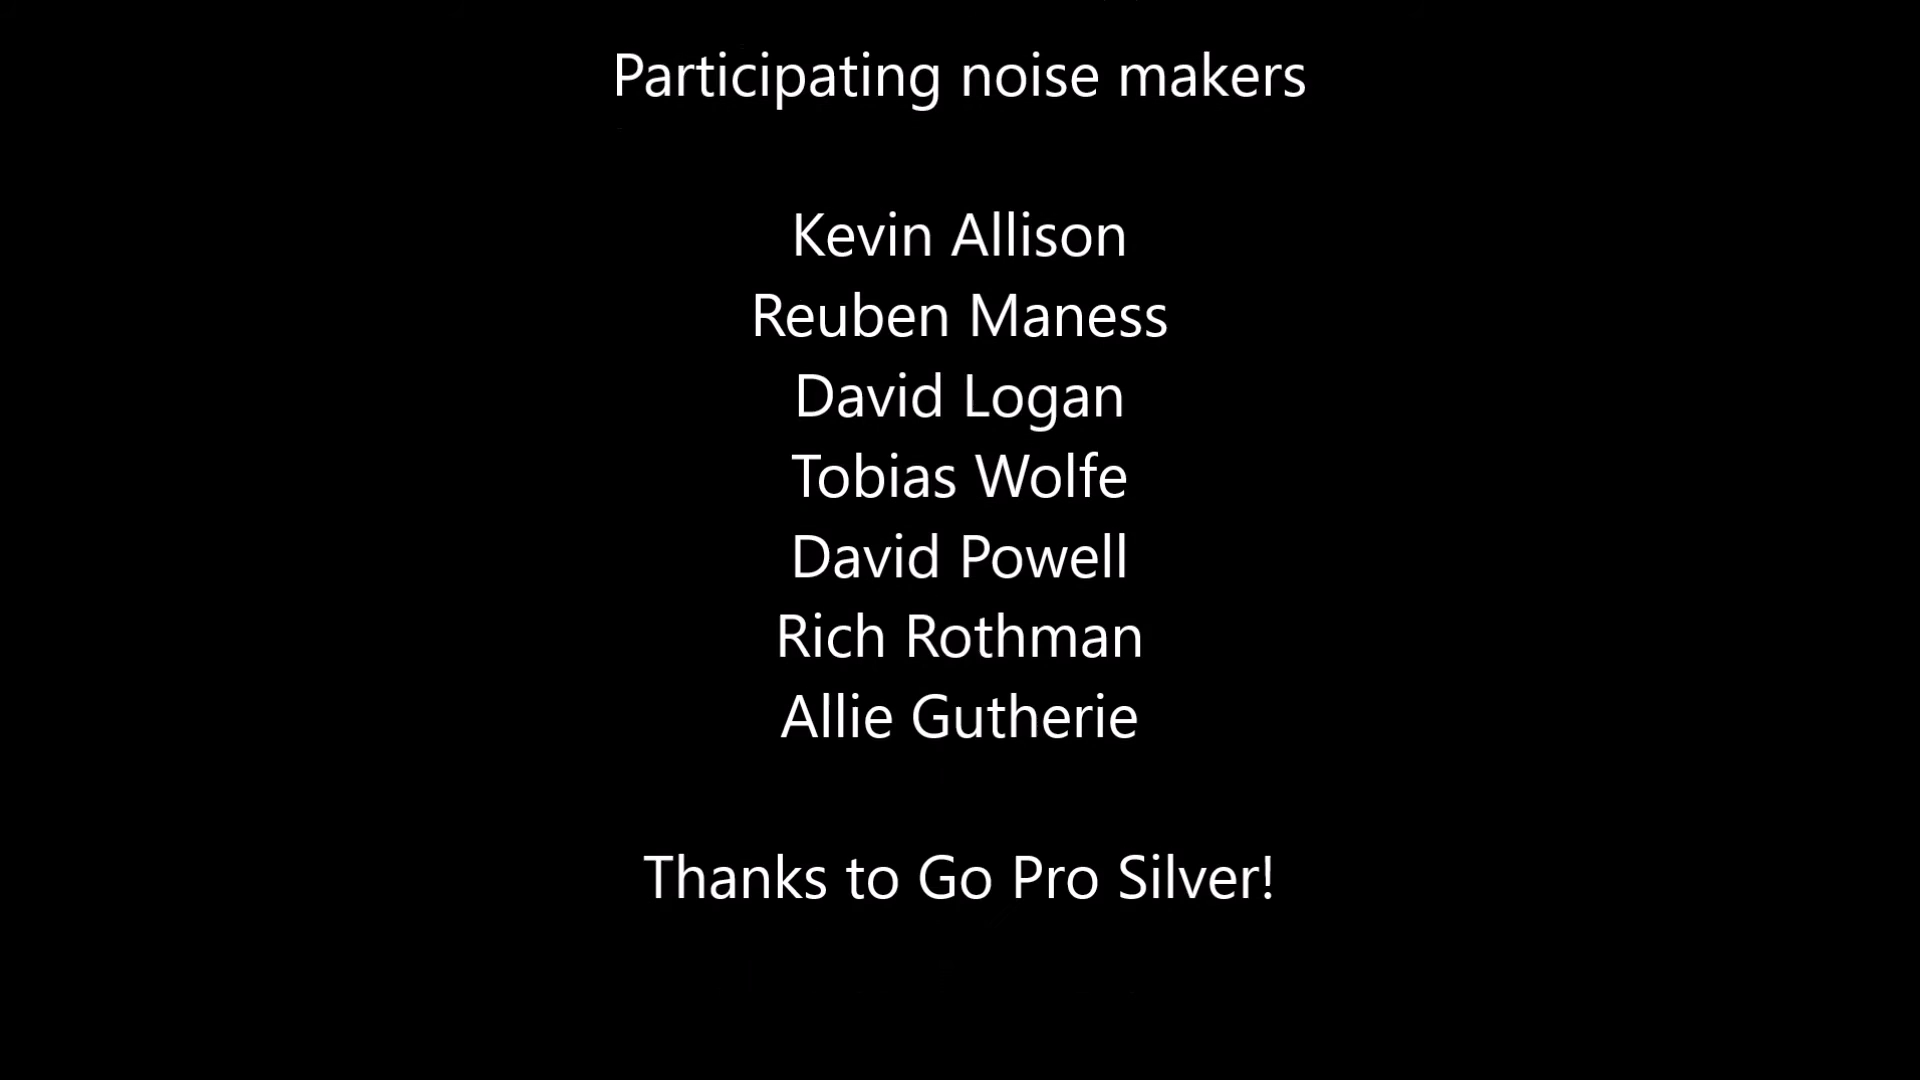 Participating noise makers
Kevin Allison
Reuben Maness
David Logan
Tobias Wolfe
David Powell
Rich Rothman
Allie Gutherie
Thanks to Go Pro Silver!